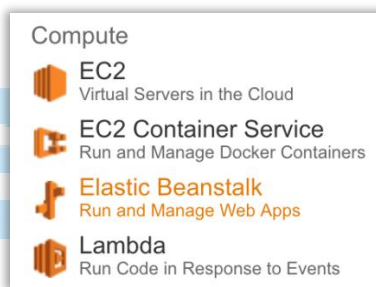 Compute
EC2
Virtual Servers in the Cloud
EC2 Container Service
Run and Manage Docker Containers
Elastic Beanstalk
Run and Manage Web Apps
Lambda
Run Code in Response to Events